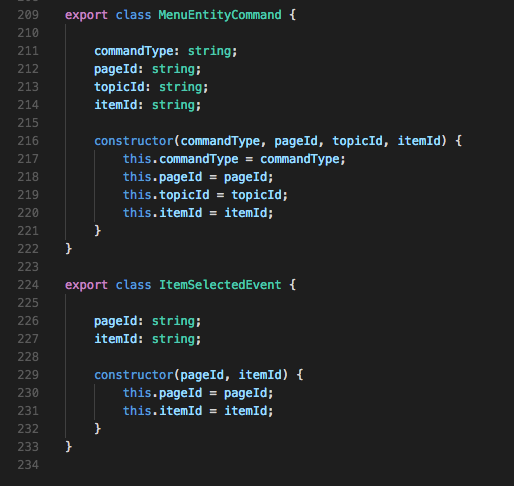 209 export class MenuEntityCommand {
210
211 commandType: string;
212 pageId: string;
213 topicId: string;
214 itemId: string;
215
216 constructor(commandType, pageId, topicId, itemId) {
217 this.commandType = commandType;
218 this.pageId = pageId;
219 this.topicId = topicId;
220 this.itemId = itemId;
221 }
222 }
223
224 export class ItemSelectedEvent {
225
226 pageId: string;
227 itemId: string;
228
229 constructor(pageId, itemId) {
230 this.pageId = pageId;
231 this.itemId = itemId;
232 }
233 }
234